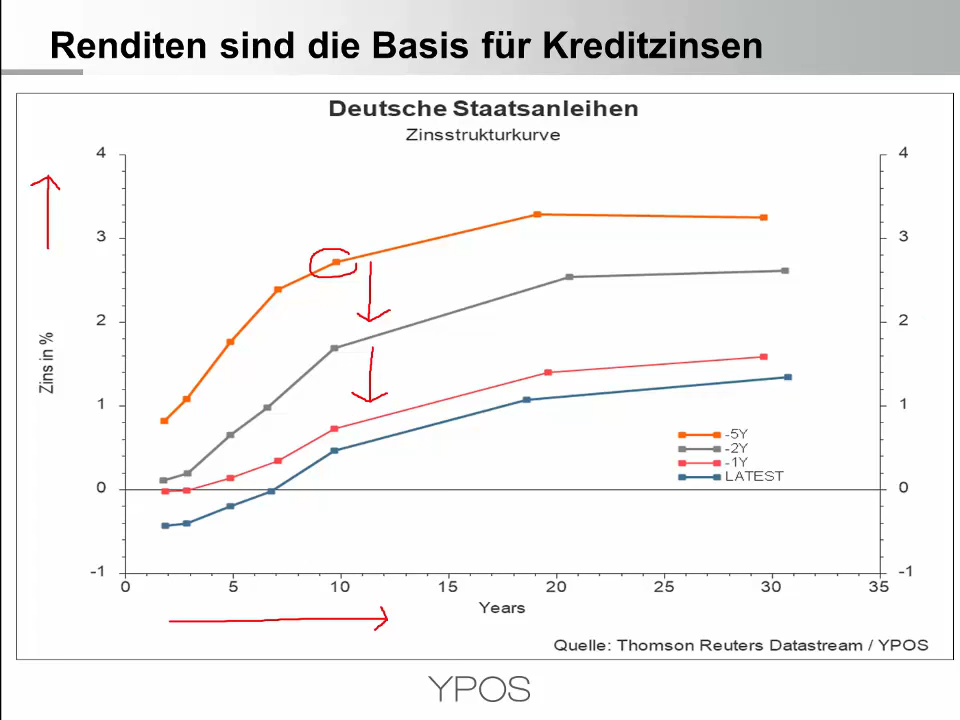 Renditen sind die Basis für Kreditzinsen
Deutsche Staatsanleihen
Zinsstrukturkurve
4
3
2
1
0
-1
4
3
2
1
0
-1
Zins in %
-5Y
-2Y
-1Y
LATEST
0 5 10 15 20 25 30 35
Years
Quelle: Thomson Reuters Datastream / YPOS
YPOS